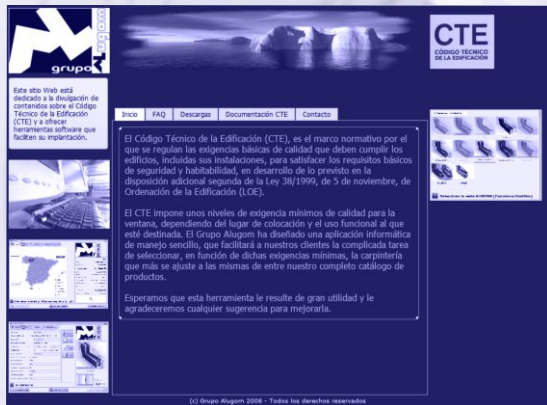 grupo
CTE
CÓDIGO TÉCNICO
DE LA EDIFICACIÓN
Este sitio Web está
dedicado a la divulgación de
contenidos sobre el Código
Técnico de la Edificación
(CTE) y a ofrecer
herramientas software que
faciliten su implantación.
Inicio FAQ Descargas Documentación CTE Contacto
El Código Técnico de la Edificación (CTE), es el marco normativo por el
que se regulan las exigencias básicas de calidad que deben cumplir los
edificios, incluidas sus instalaciones, para satisfacer los requisitos básicos
de seguridad y habitabilidad, en desarrollo de lo previsto en la
disposición adicional segunda de la Ley 38/1999, de 5 de noviembre, de
Ordenación de la Edificación (LOE).
El CTE impone unos niveles de exigencia mínimos de calidad para la
ventana, dependiendo del lugar de colocación y el uso funcional al que
esté destinada. El Grupo Alugom ha diseñado una aplicación informática
de manejo sencillo, que facilitará a nuestros clientes la complicada tarea
de seleccionar, en función de dichas exigencias mínimas, la carpintería
que más se ajuste a las mismas de entre nuestro completo catálogo de
productos.
Esperamos que esta herramienta le resulte de gran utilidad y le
agradeceremos cualquier sugerencia para mejorarla.
(c) Grupo Alugom 2008 - Todos los derechos reservados